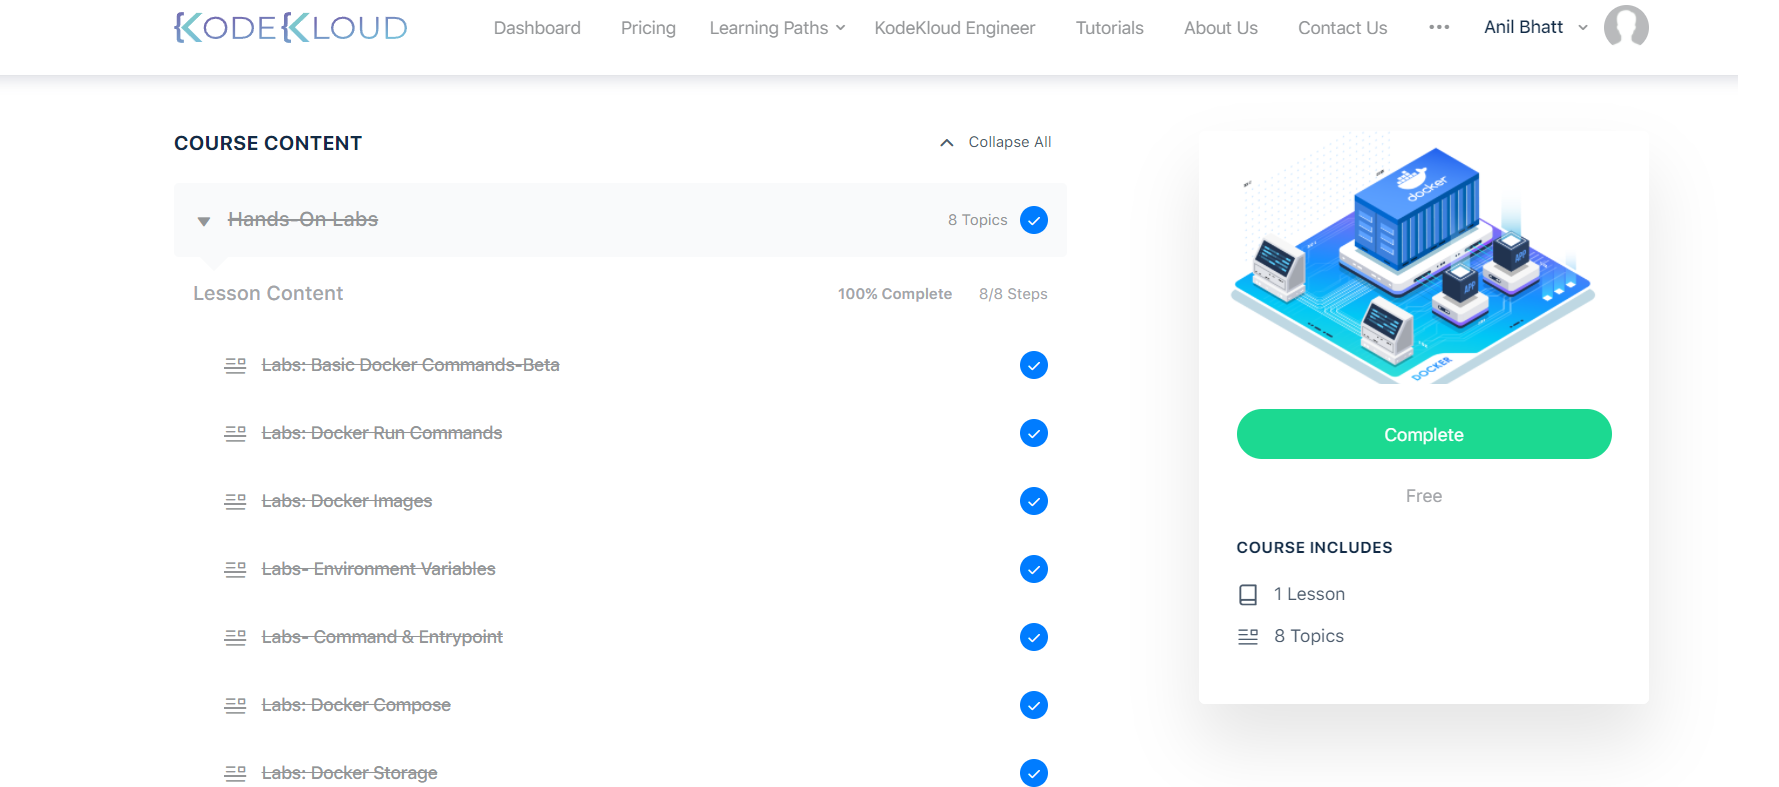 KODEKLOUD
Dashboard
Pricing
Learning Paths
KodeKloud Engineer
Tutorials
About Us
Contact Us
Anil Bhatt
COURSE CONTENT
Collapse All
Hands-On Labs
8 Topics
Lesson Content
100% Complete
8/8 Steps
Labs: Basic Docker Commands-Beta
Labs: Docker Run Commands
Labs: Docker Images
Labs- Environment Variables
Labs- Command & Entrypoint
Labs: Docker Compose
Labs: Docker Storage
docker
APP
APP
DOCKER
Complete
Free
COURSE INCLUDES
1 Lesson
8 Topics